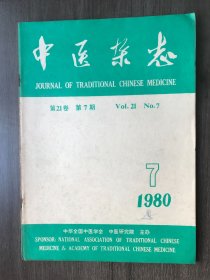 中医杂志
JOURNAL OF TRADITIONAL CHINESE MEDICINE
第21卷 第7期 Vol. 21 No.7
7
1980
中华全国中医学会 中医研究院 主办
SPONSOR: NATIONAL ASSOCIATION OF TRADITIONAL CHINESE
MEDICINE & ACADEMY OF TRADITIONAL CHINESE MEDICINE